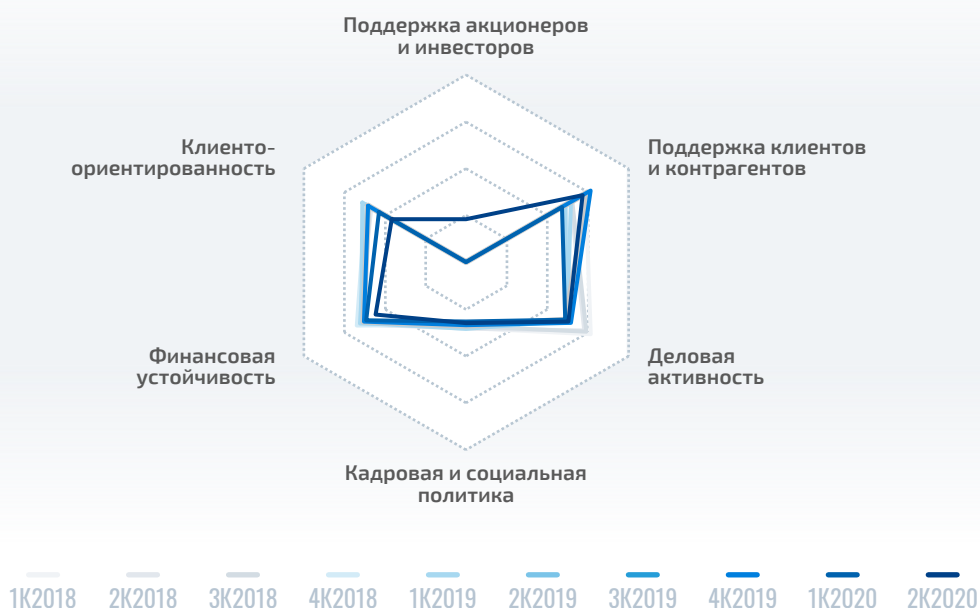 Поддержка акционеров
и инвесторов
Клиенто-
ориентированность
Поддержка клиентов
и контрагентов
Финансовая
устойчивость
Деловая
активность
Кадровая и социальная
политика
1К2018 2К2018 3К2018 4К2018 1К2019 2К2019 3К2019 4К2019 1К2020 2К2020